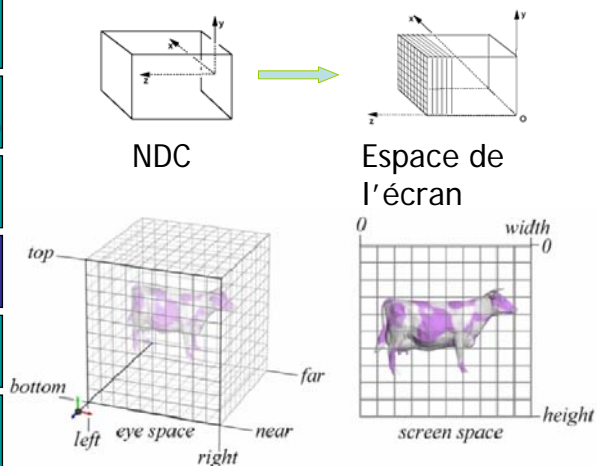 y
x
z
y
x
z
O
NDC
Espace de
l'écran
top
bottom
left
eye space
right
near
far
0
width
0
height
screen space